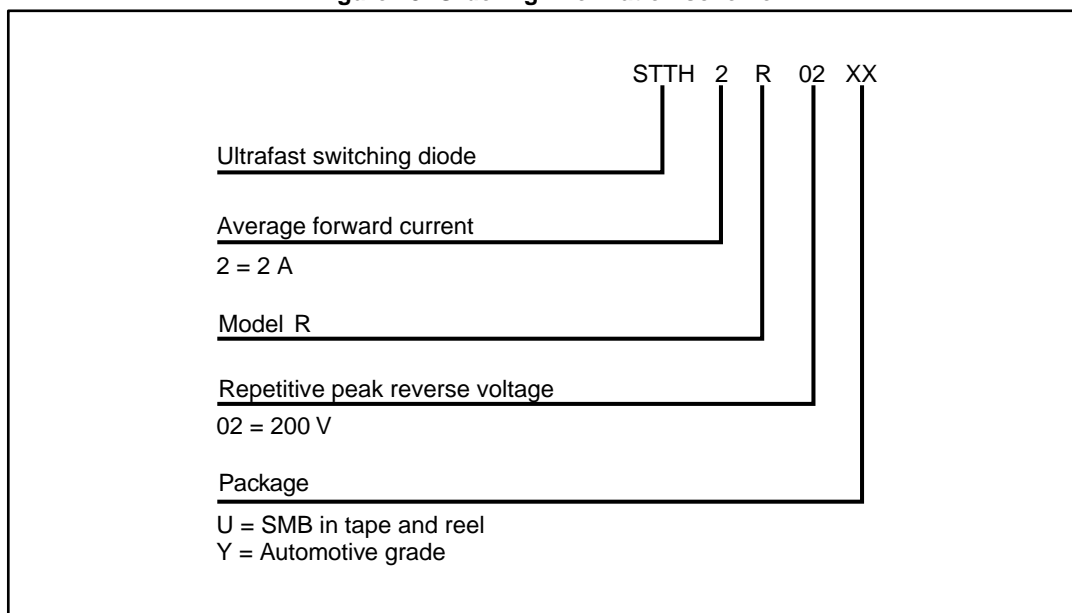 STTH 2 R 02 XX
Ultrafast switching diode
Average forward current
2 = 2 A
Model R
Repetitive peak reverse voltage
02 = 200 V
Package
U = SMB in tape and reel
Y = Automotive grade